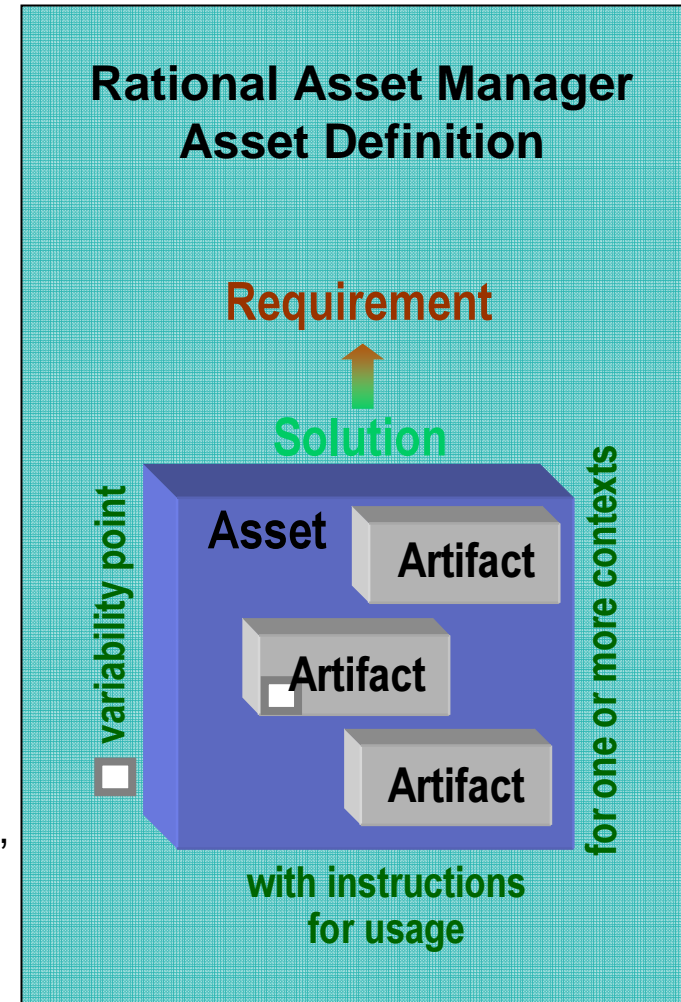 Rational Asset Manager
Asset Definition
Requirement
Solution
variability point
Asset
Artifact
Artifact
Artifact
for one or more contexts
,
with instructions
for usage